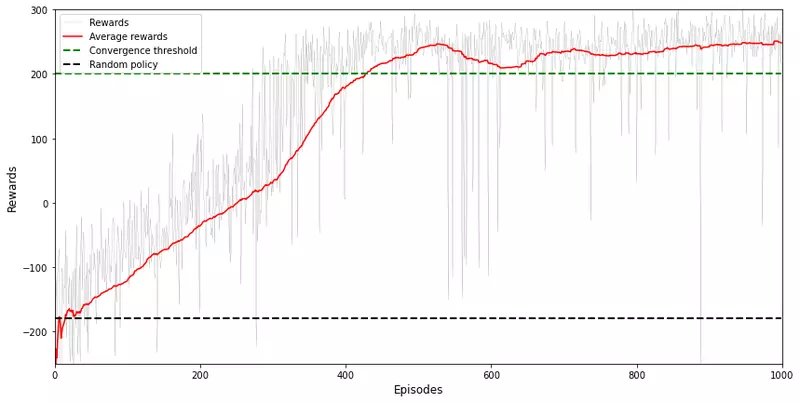 300
200
100
0
−100
−200
Rewards
Average rewards
Convergence threshold
Random policy
Rewards
0
200
400
600
800
1000
Episodes